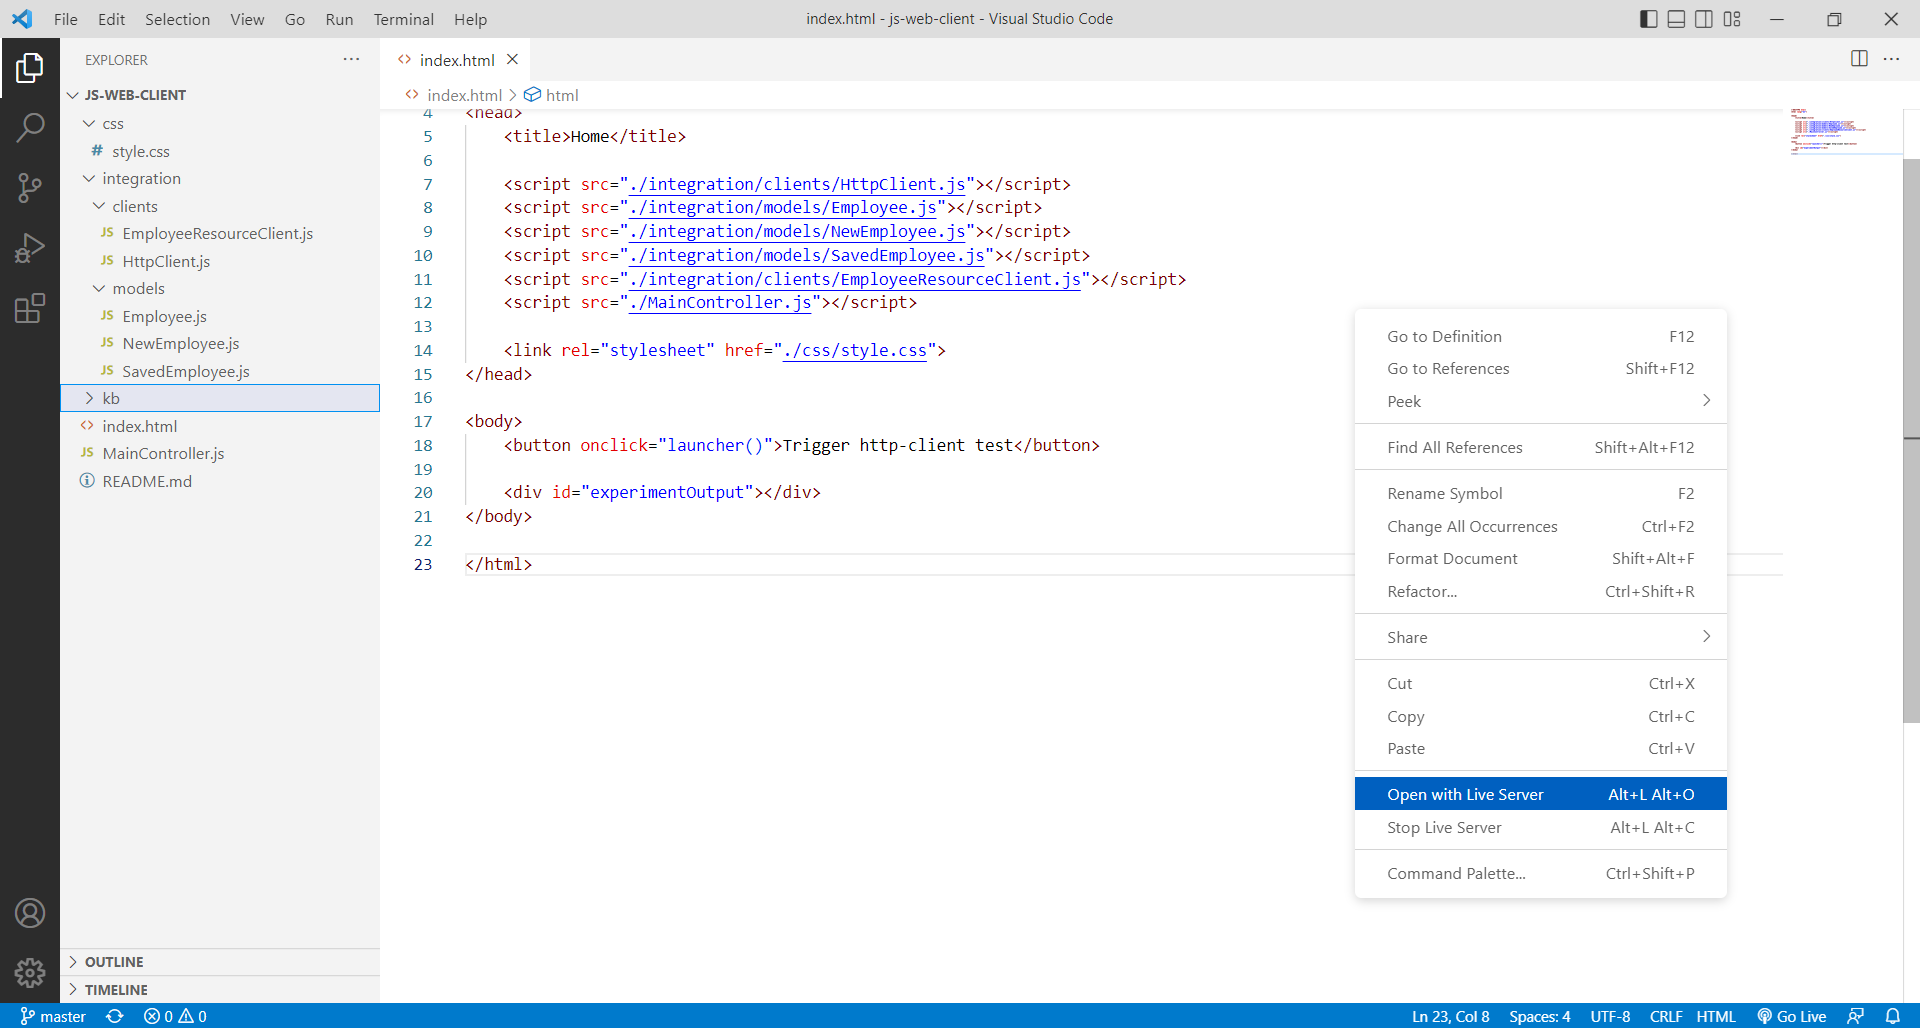 File Edit Selection View Go Run Terminal Help
index.html - js-web-client - Visual Studio Code
EXPLORER
JS-WEB-CLIENT
css
# style.css
integration
clients
JS EmployeeResourceClient.js
JS HttpClient.js
models
JS Employee.js
JS NewEmployee.js
JS SavedEmployee.js
kb
<> index.html
JS MainController.js
README.md
OUTLINE
TIMELINE
<> index.html
<> index.html > html
4 <head>
5 <title>Home</title>
6
7 <script src="./integration/clients/HttpClient.js"></script>
8 <script src="./integration/models/Employee.js"></script>
9 <script src="./integration/models/NewEmployee.js"></script>
10 <script src="./integration/models/SavedEmployee.js"></script>
11 <script src="./integration/clients/EmployeeResourceClient.js"></script>
12 <script src="./MainController.js"></script>
13
14 <link rel="stylesheet" href="./css/style.css">
15 </head>
16
17 <body>
18 <button onclick="launcher()">Trigger http-client test</button>
19
20 <div id="experimentOutput"></div>
21 </body>
22
23 </html>
Go to Definition F12
Go to References Shift+F12
Peek
Find All References Shift+Alt+F12
Rename Symbol F2
Change All Occurrences Ctrl+F2
Format Document Shift+Alt+F
Refactor... Ctrl+Shift+R
Share
Cut Ctrl+X
Copy Ctrl+C
Paste Ctrl+V
Open with Live Server Alt+L Alt+O
Stop Live Server Alt+L Alt+C
Command Palette... Ctrl+Shift+P
master 0 0 Ln 23, Col 8 Spaces: 4 UTF-8 CRLF HTML Go Live